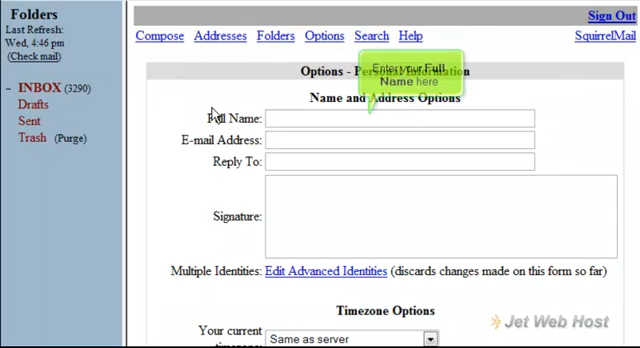 Folders
Last Refresh:
Wed, 4:46 pm
(Check mail)
– INBOX (3290)
Drafts
Sent
Trash (Purge)
Sign Out
Compose Addresses Folders Options Search Help SquirrelMail
Options - Personal Information
Enter your Full
Name here
Name and Address Options
Full Name:
E-mail Address:
Reply To:
Signature:
Multiple Identities: Edit Advanced Identities (discards changes made on this form so far)
Timezone Options
Your current
timezone:
Same as server
Jet Web Host